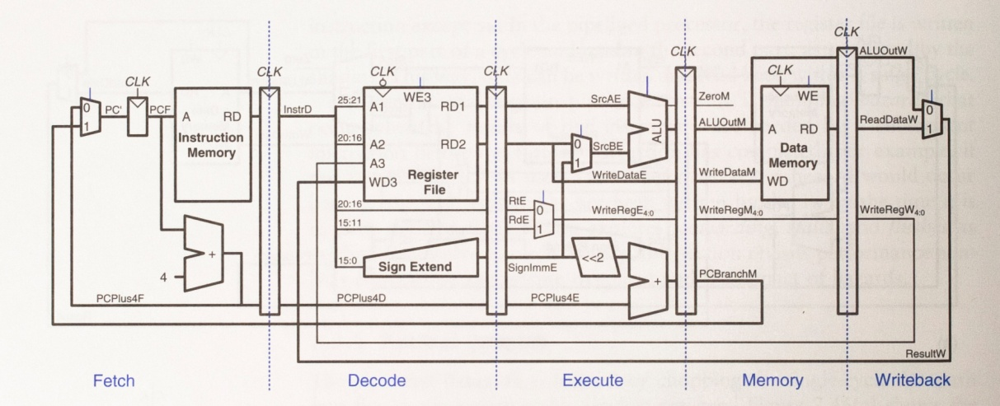 CLK
CLK
CLK
CLK
CLK
CLK
CLK
ALUOutW
0
1
PC'
PCF
A RD
Instruction
Memory
InstrD
25:21
20:16
A1
A2
A3
WD3
WE3
RD1
RD2
Register
File
20:16
15:11
15:0
Sign Extend
SrcAE
0
1
SrcBE
ALU
WriteDataE
RtE
RdE
0
1
WriteRegE4:0
SignImmE
<<2
+
ZeroM
ALUOutM
WriteDataM
WriteRegM4:0
PCBranchM
WE
A RD
Data
Memory
WD
ReadDataW
0
1
WriteRegW4:0
+
4
PCPlus4F
PCPlus4D
PCPlus4E
ResultW
Fetch
Decode
Execute
Memory
Writeback